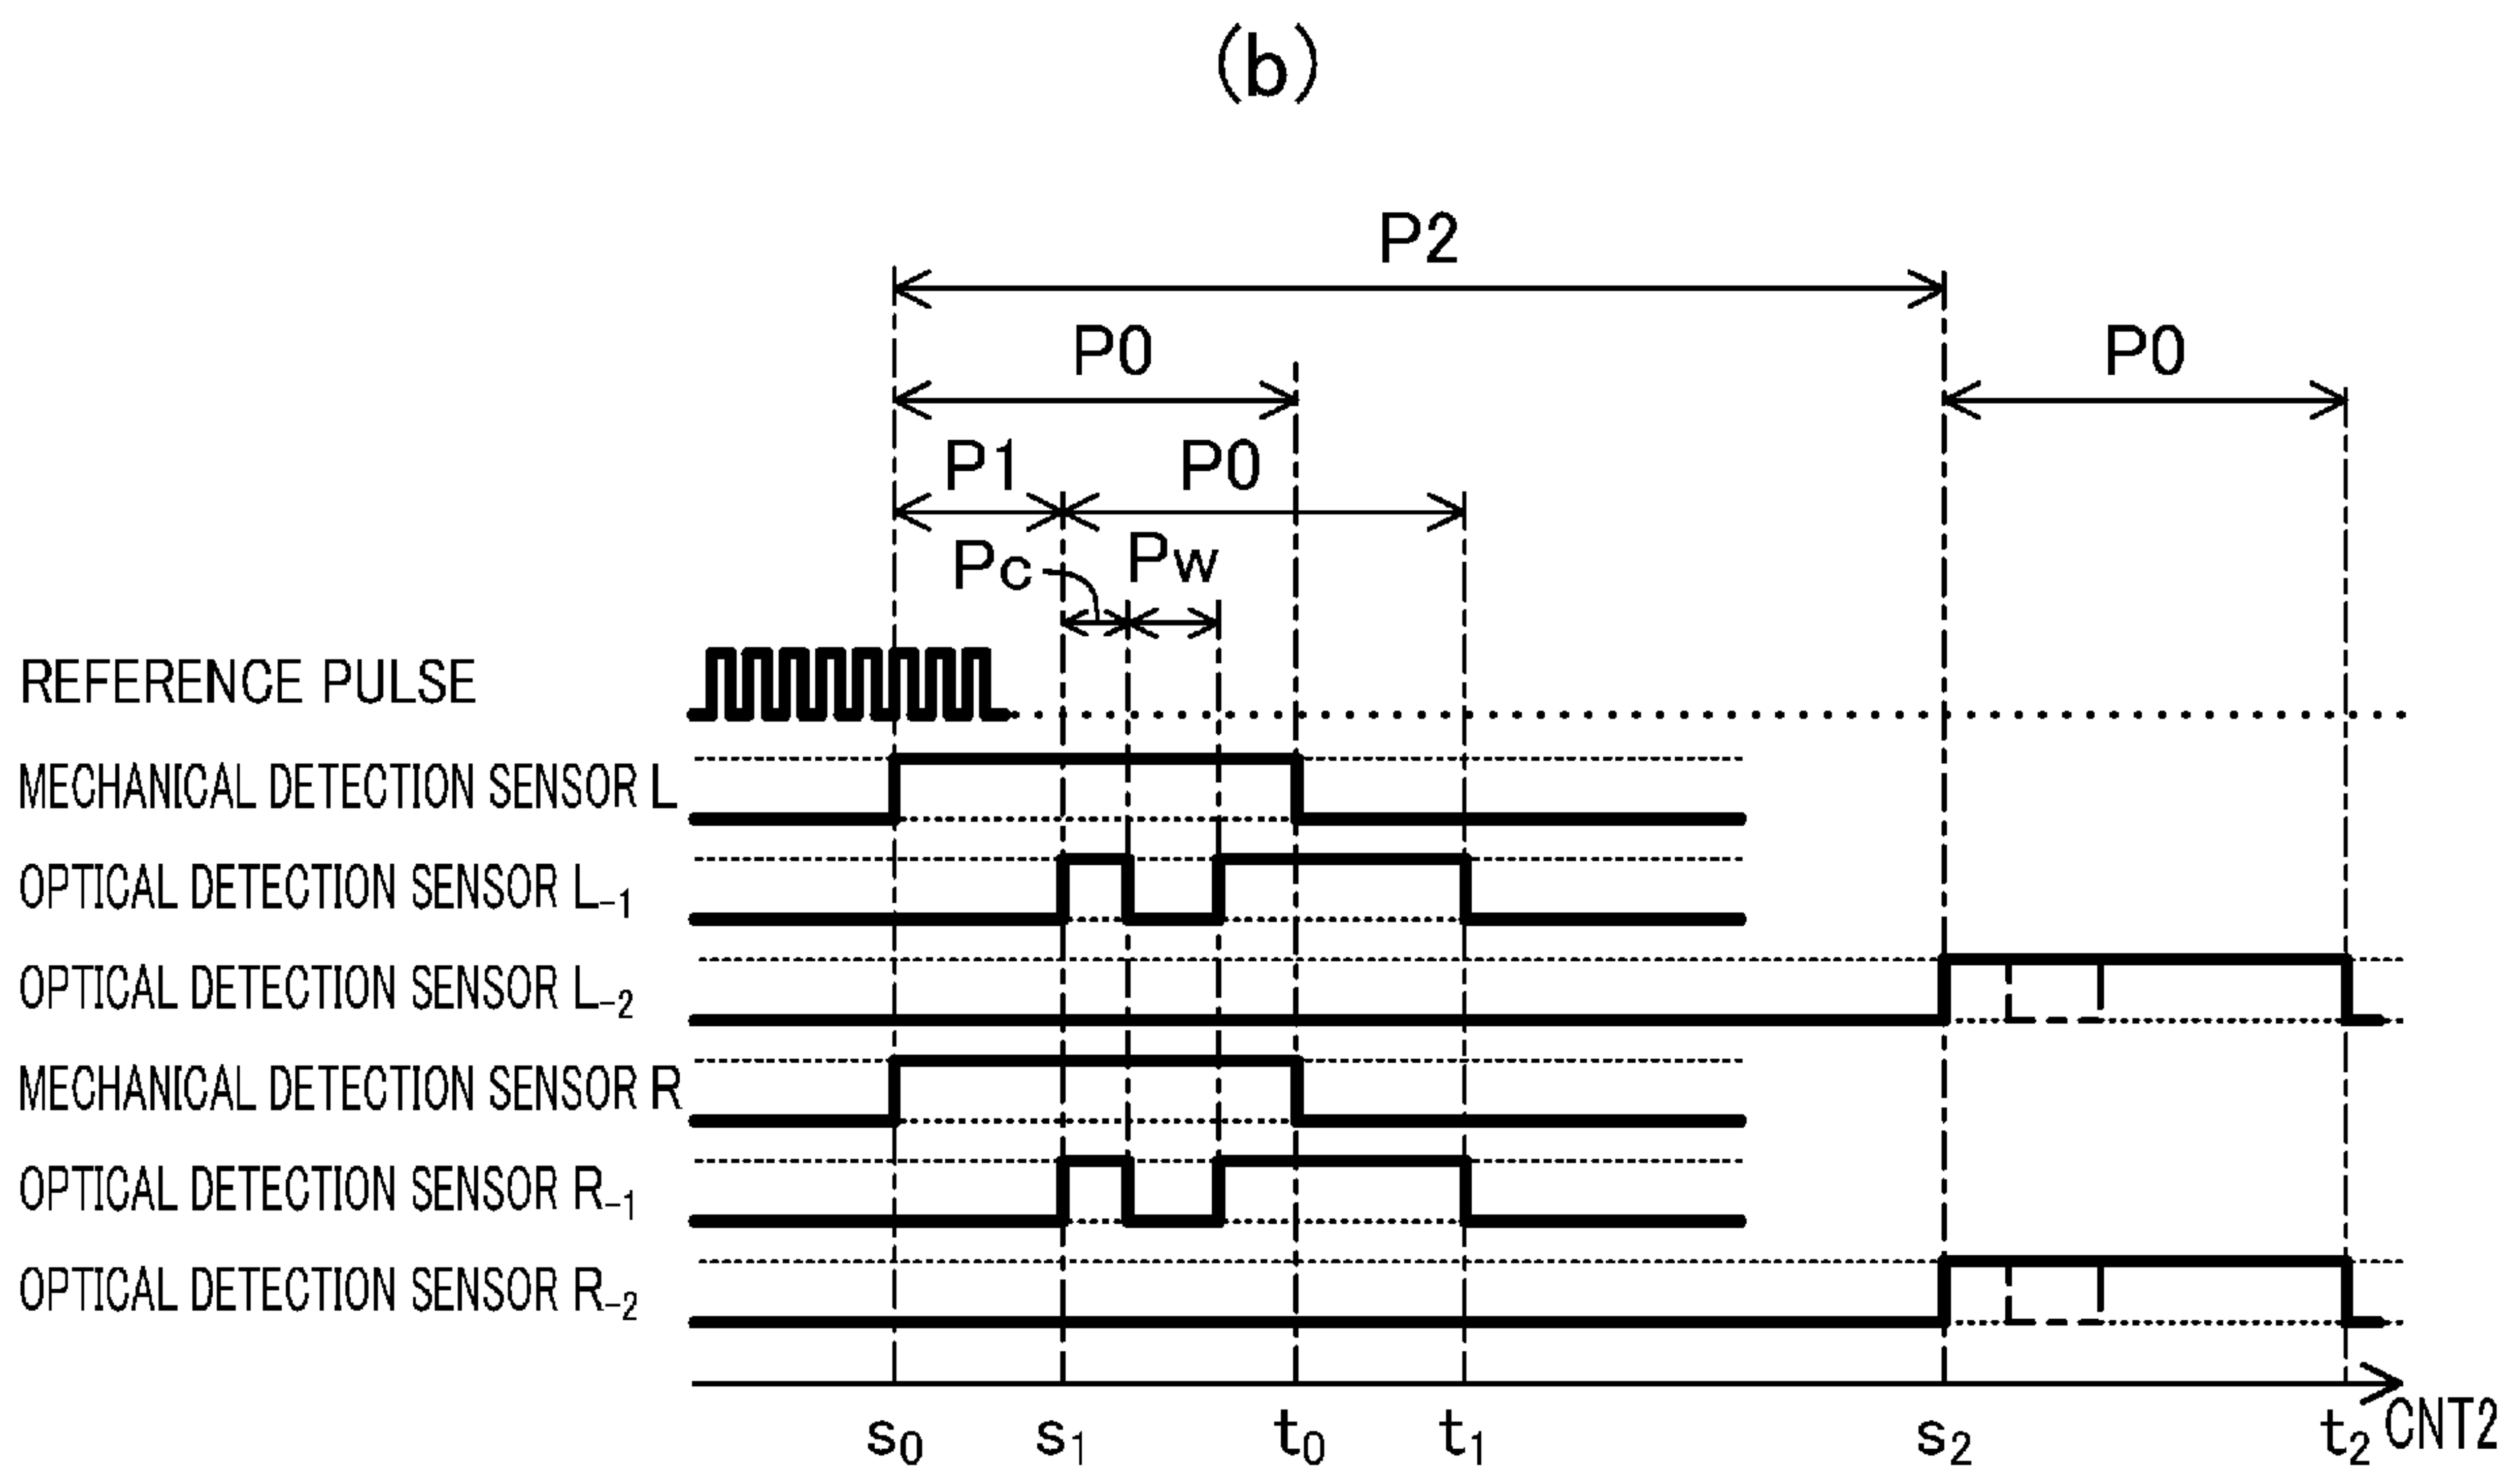 (b)
P2
P0 P0
P1 P0
Pc Pw
REFERENCE PULSE
MECHANICAL DETECTION SENSOR L
OPTICAL DETECTION SENSOR L-1
OPTICAL DETECTION SENSOR L-2
MECHANICAL DETECTION SENSOR R
OPTICAL DETECTION SENSOR R-1
OPTICAL DETECTION SENSOR R-2
s0 s1 t0 t1 s2 t2 CNT2